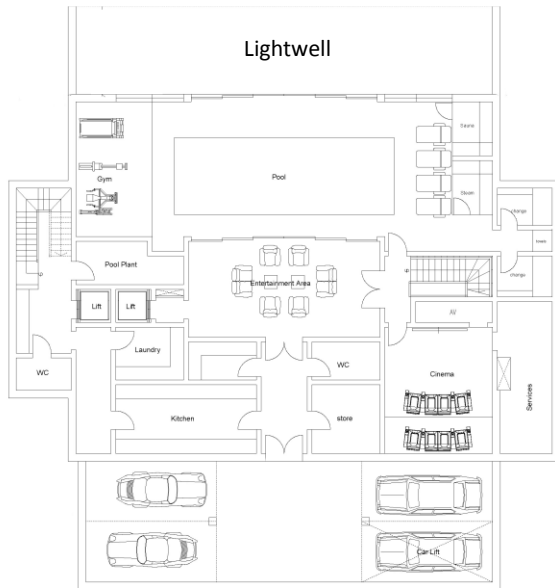 Lightwell
Sauna
Gym
Pool
Steam
change
Pool Plant
change
Entertainment Area
Lift
Lift
AV
Laundry
WC
WC
Cinema
Services
Kitchen
store
Car Lift